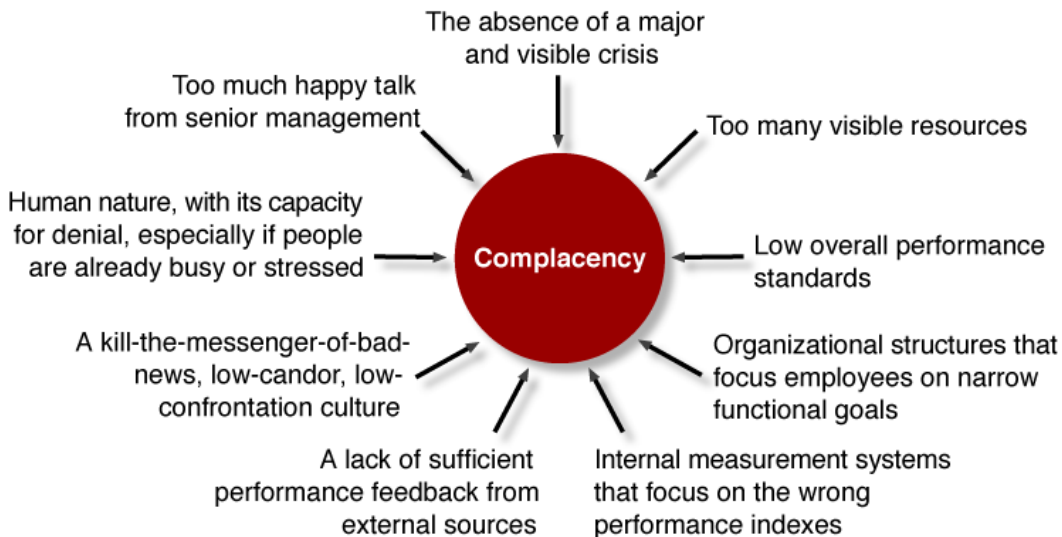 The absence of a major
and visible crisis
Too much happy talk
from senior management
Too many visible resources
Human nature, with its capacity
for denial, especially if people
are already busy or stressed
Complacency
Low overall performance
standards
A kill-the-messenger-of-bad-
news, low-candor, low-
confrontation culture
Organizational structures that
focus employees on narrow
functional goals
A lack of sufficient
performance feedback from
external sources
Internal measurement systems
that focus on the wrong
performance indexes